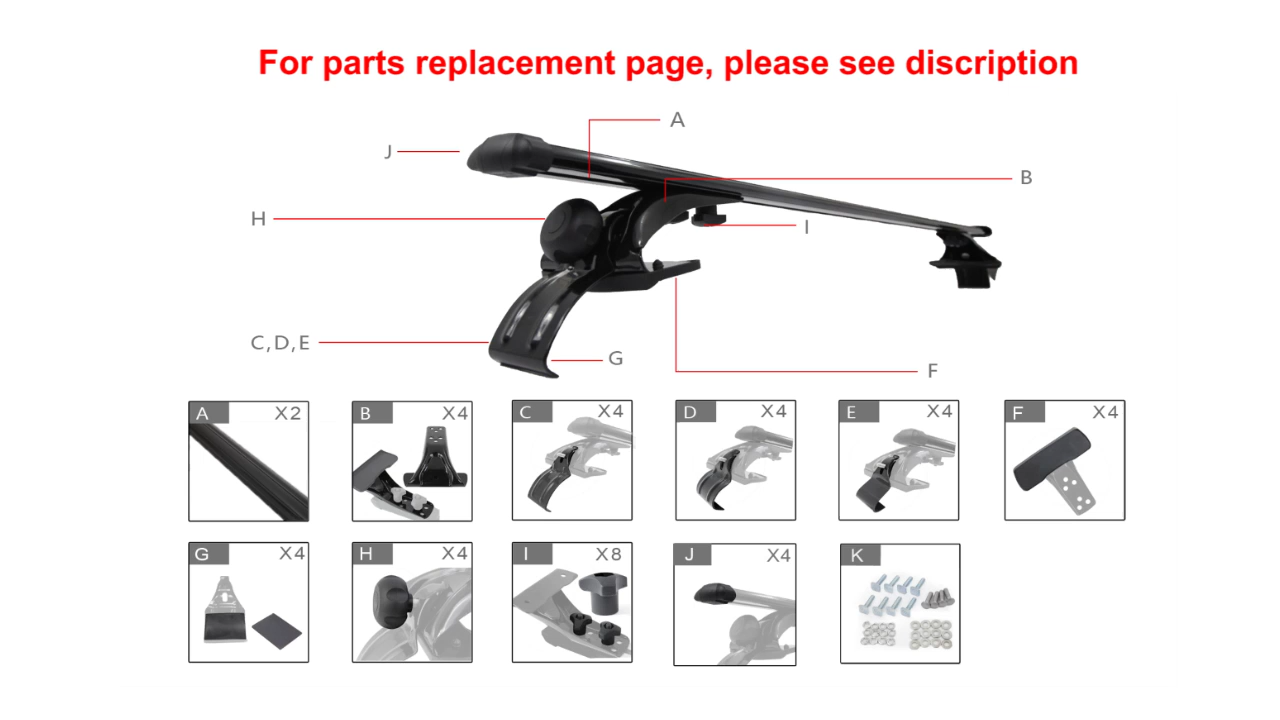 For parts replacement page, please see discription
A
J
B
H
I
C,D,E
G
F
A X2
B X4
C X4
D X4
E X4
F X4
G X4
H X4
I X8
J X4
K